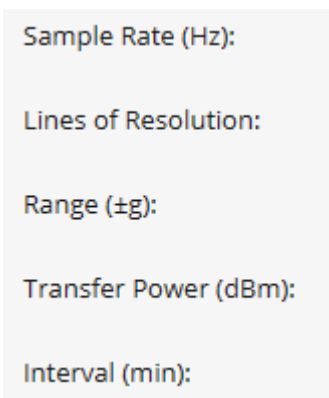 Sample Rate (Hz):
Lines of Resolution:
Range (±g):
Transfer Power (dBm):
Interval (min):